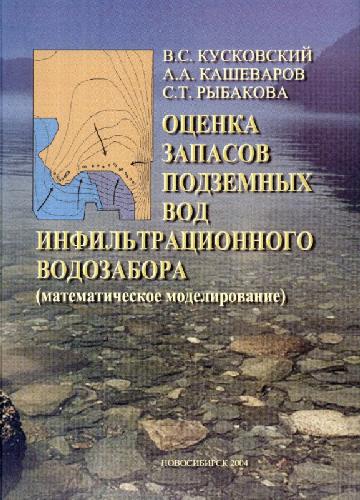 В.С. КУСКОВСКИЙ
А.А. КАШЕВАРОВ
С.Т. РЫБАКОВА
ОЦЕНКА
ЗАПАСОВ
ПОДЗЕМНЫХ
ВОД
ИНФИЛЬТРАЦИОННОГО
ВОДОЗАБОРА
(математическое моделирование)
НОВОСИБИРСК 2004